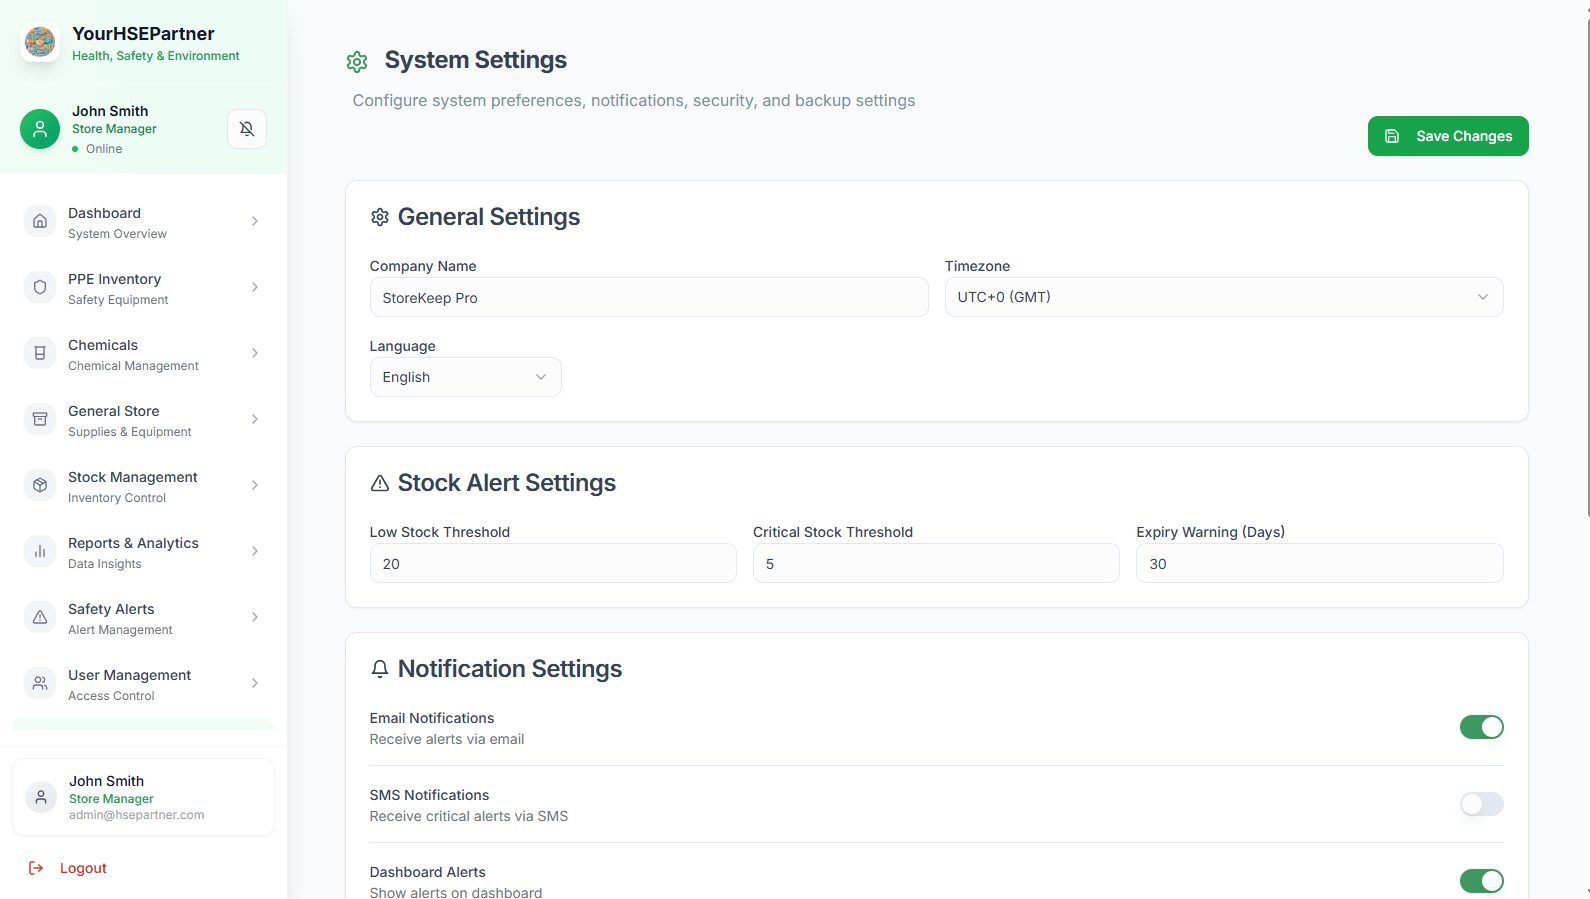 YourHSEPartner
Health, Safety & Environment
John Smith
Store Manager
Online
Dashboard
System Overview
PPE Inventory
Safety Equipment
Chemicals
Chemical Management
General Store
Supplies & Equipment
Stock Management
Inventory Control
Reports & Analytics
Data Insights
Safety Alerts
Alert Management
User Management
Access Control
John Smith
Store Manager
admin@hsepartner.com
Logout
System Settings
Configure system preferences, notifications, security, and backup settings
Save Changes
General Settings
Company Name
StoreKeep Pro
Timezone
UTC+0 (GMT)
Language
English
Stock Alert Settings
Low Stock Threshold
20
Critical Stock Threshold
5
Expiry Warning (Days)
30
Notification Settings
Email Notifications
Receive alerts via email
SMS Notifications
Receive critical alerts via SMS
Dashboard Alerts
Show alerts on dashboard